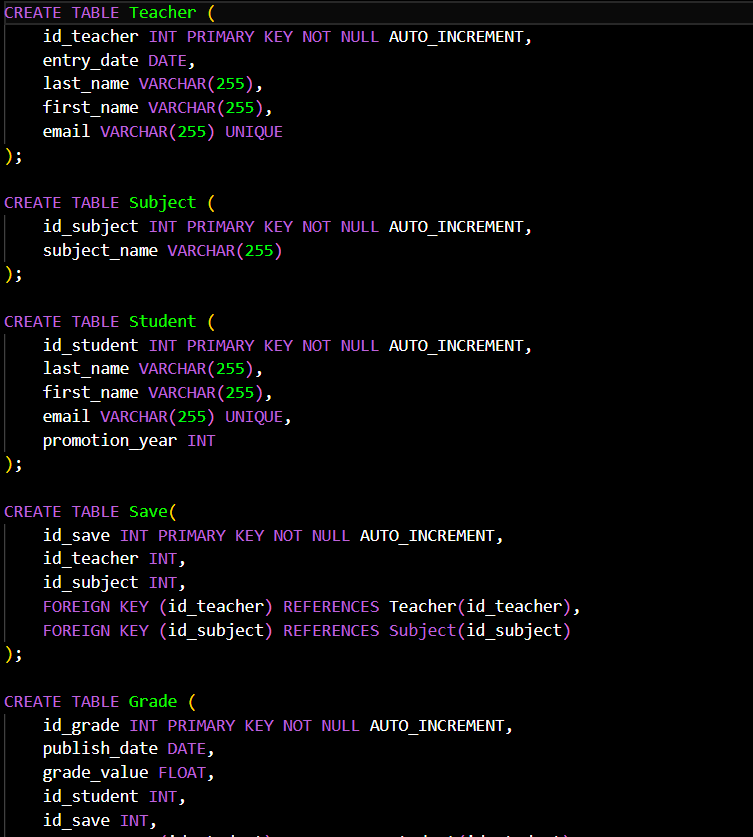 CREATE TABLE Teacher (
    id_teacher INT PRIMARY KEY NOT NULL AUTO_INCREMENT,
    entry_date DATE,
    last_name VARCHAR(255),
    first_name VARCHAR(255),
    email VARCHAR(255) UNIQUE
);

CREATE TABLE Subject (
    id_subject INT PRIMARY KEY NOT NULL AUTO_INCREMENT,
    subject_name VARCHAR(255)
);

CREATE TABLE Student (
    id_student INT PRIMARY KEY NOT NULL AUTO_INCREMENT,
    last_name VARCHAR(255),
    first_name VARCHAR(255),
    email VARCHAR(255) UNIQUE,
    promotion_year INT
);

CREATE TABLE Save(
    id_save INT PRIMARY KEY NOT NULL AUTO_INCREMENT,
    id_teacher INT,
    id_subject INT,
    FOREIGN KEY (id_teacher) REFERENCES Teacher(id_teacher),
    FOREIGN KEY (id_subject) REFERENCES Subject(id_subject)
);

CREATE TABLE Grade (
    id_grade INT PRIMARY KEY NOT NULL AUTO_INCREMENT,
    publish_date DATE,
    grade_value FLOAT,
    id_student INT,
    id_save INT,